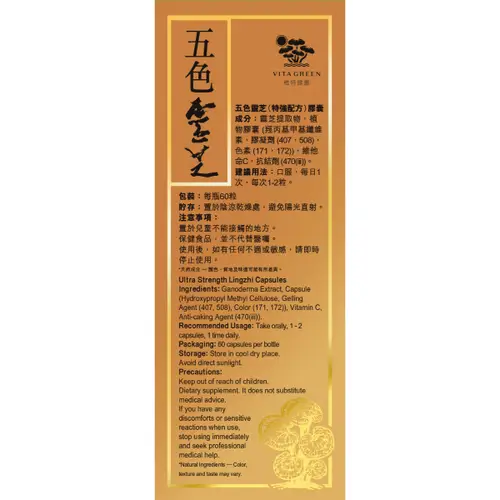 五色靈芝
VITA GREEN
維特健靈
五色靈芝(特強配方)膠囊
成份:靈芝提取物, 植
物膠囊(羥丙基甲基纖維
素, 膠凝劑(407, 508),
色素(171, 172)), 維他
命C, 抗結劑(470(iii))。
建議用法:口服, 每日1
次, 每次1-2粒。
包裝:每瓶60粒
貯存:置於陰涼乾燥處, 避免陽光直射。
注意事項:
置於兒童不能接觸的地方。
保健食品, 並不代替醫囑。
使用後, 如有任何不適或敏感, 請即時
停止使用。
*天然成份 — 顏色、質地及味道可能有所差異。
Ultra Strength Lingzhi Capsules
Ingredients: Ganoderma Extract, Capsule
(Hydroxypropyl Methyl Cellulose, Gelling
Agent (407, 508), Color (171, 172)), Vitamin C,
Anti-caking Agent (470(iii)).
Recommended Usage: Take orally, 1 - 2
capsules, 1 time daily.
Packaging: 60 capsules per bottle
Storage: Store in cool dry place.
Avoid direct sunlight.
Precautions:
Keep out of reach of children.
Dietary supplement. It does not substitute
medical advice.
If you have any
discomforts or sensitive
reactions when use,
stop using immediately
and seek professional
medical help.
*Natural Ingredients — Color,
texture and taste may vary.